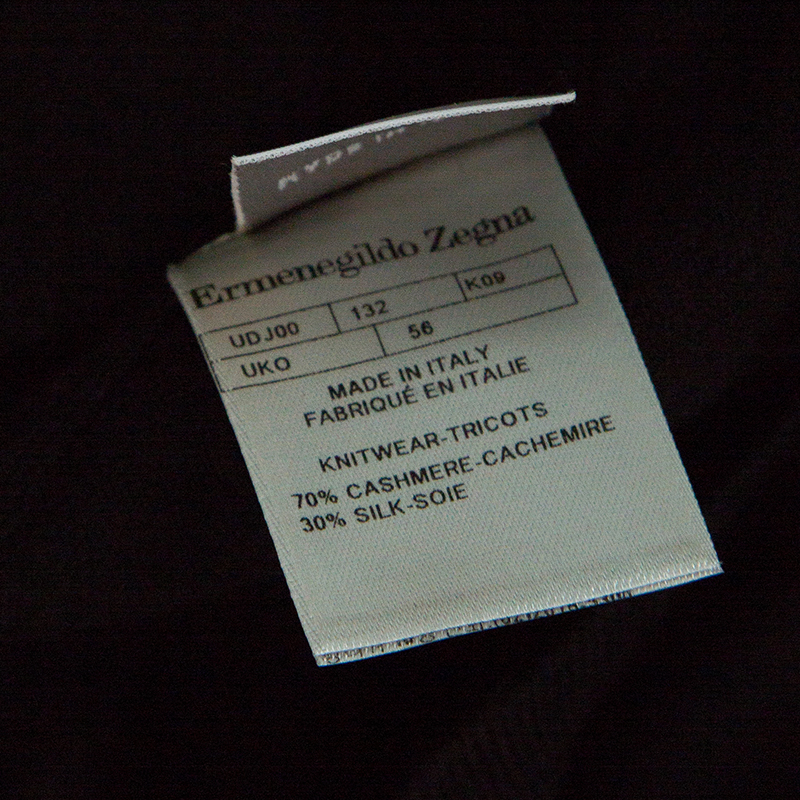 Ermenegildo Zegna
UDJ00 132 K09
UKO 56
MADE IN ITALY
FABRIQUÉ EN ITALIE
KNITWEAR-TRICOTS
70% CASHMERE-CACHEMIRE
30% SILK-SOIE